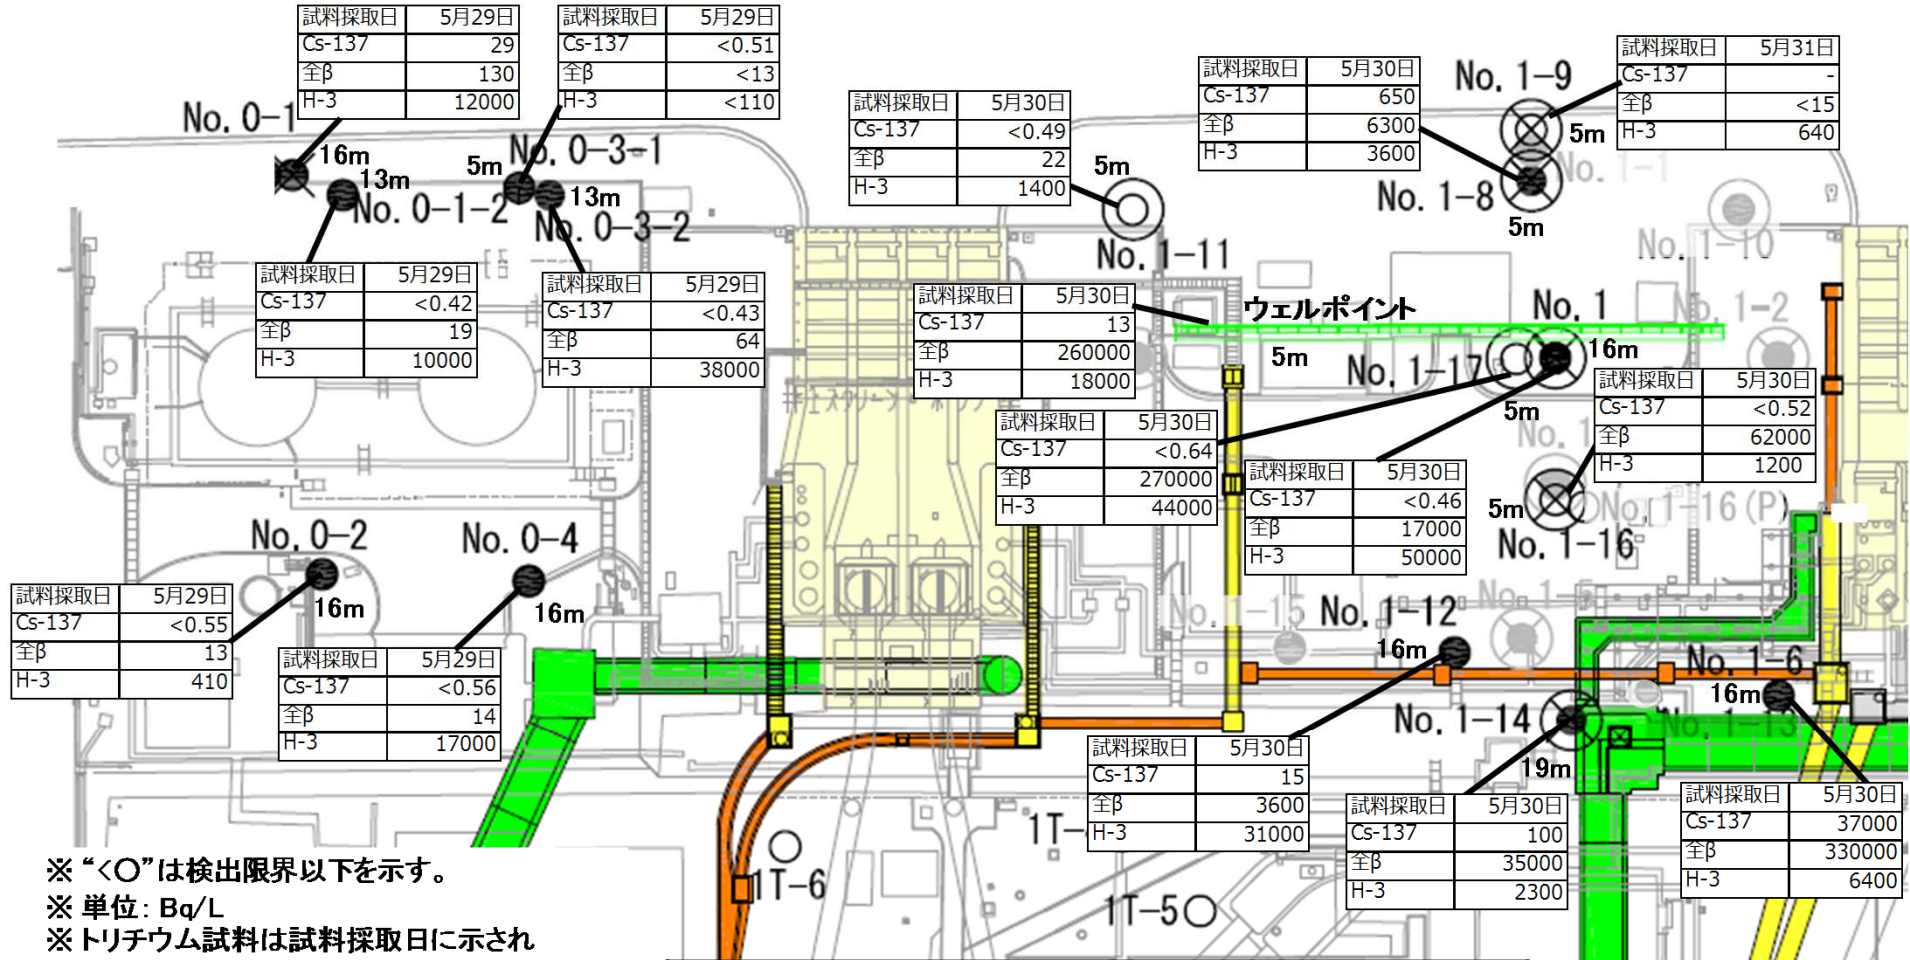 試料採取日 5月29日
Cs-137 29
全β 130
H-3 12000
試料採取日 5月29日
Cs-137 <0.51
全β <13
H-3 <110
試料採取日 5月30日
Cs-137 <0.49
全β 22
H-3 1400
試料採取日 5月30日
Cs-137 650
全β 6300
H-3 3600
試料採取日 5月31日
Cs-137 -
全β <15
H-3 640
No. 0-1
16m
13m
No. 0-1-2
5m
No. 0-3-1
13m
No. 0-3-2
5m
No. 1-11
No. 1-9
5m
No. 1-1
No. 1-8
5m
No. 1-10
試料採取日 5月29日
Cs-137 <0.42
全β 19
H-3 10000
試料採取日 5月29日
Cs-137 <0.43
全β 64
H-3 38000
試料採取日 5月30日
Cs-137 13
全β 260000
H-3 18000
ウェルポイント
5m
No. 1
16m
No. 1-2
No. 1-17
5m
試料採取日 5月30日
Cs-137 <0.64
全β 270000
H-3 44000
試料採取日 5月30日
Cs-137 <0.46
全β 17000
H-3 50000
試料採取日 5月30日
Cs-137 <0.52
全β 62000
H-3 1200
No. 1
5m
No. 1-16(P)
No. 1-16
No. 0-2
16m
No. 0-4
16m
試料採取日 5月29日
Cs-137 <0.55
全β 13
H-3 410
試料採取日 5月29日
Cs-137 <0.56
全β 14
H-3 17000
No. 1-15
No. 1-12
16m
No. 1-5
No. 1-6
16m
No. 1-14
No. 1-13
19m
試料採取日 5月30日
Cs-137 15
全β 3600
H-3 31000
試料採取日 5月30日
Cs-137 100
全β 35000
H-3 2300
試料採取日 5月30日
Cs-137 37000
全β 330000
H-3 6400
1T-
1T-6
1T-5
※ “<○”は検出限界以下を示す。
※ 単位: Bq/L
※ トリチウム試料は試料採取日に示され